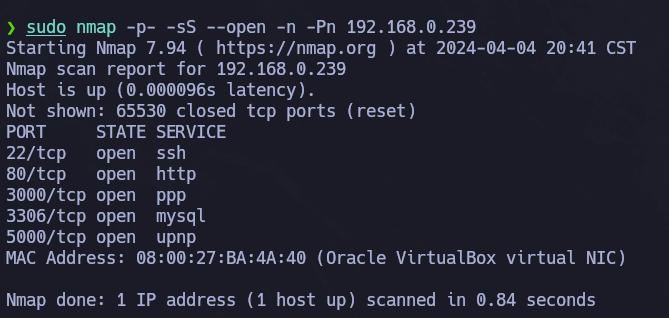 ❯ sudo nmap -p- -sS --open -n -Pn 192.168.0.239
Starting Nmap 7.94 ( https://nmap.org ) at 2024-04-04 20:41 CST
Nmap scan report for 192.168.0.239
Host is up (0.000096s latency).
Not shown: 65530 closed tcp ports (reset)
PORT     STATE SERVICE
22/tcp   open  ssh
80/tcp   open  http
3000/tcp open  ppp
3306/tcp open  mysql
5000/tcp open  upnp
MAC Address: 08:00:27:BA:4A:40 (Oracle VirtualBox virtual NIC)

Nmap done: 1 IP address (1 host up) scanned in 0.84 seconds